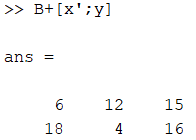 >> B+[x';y]
ans =
6 12 15
18 4 16